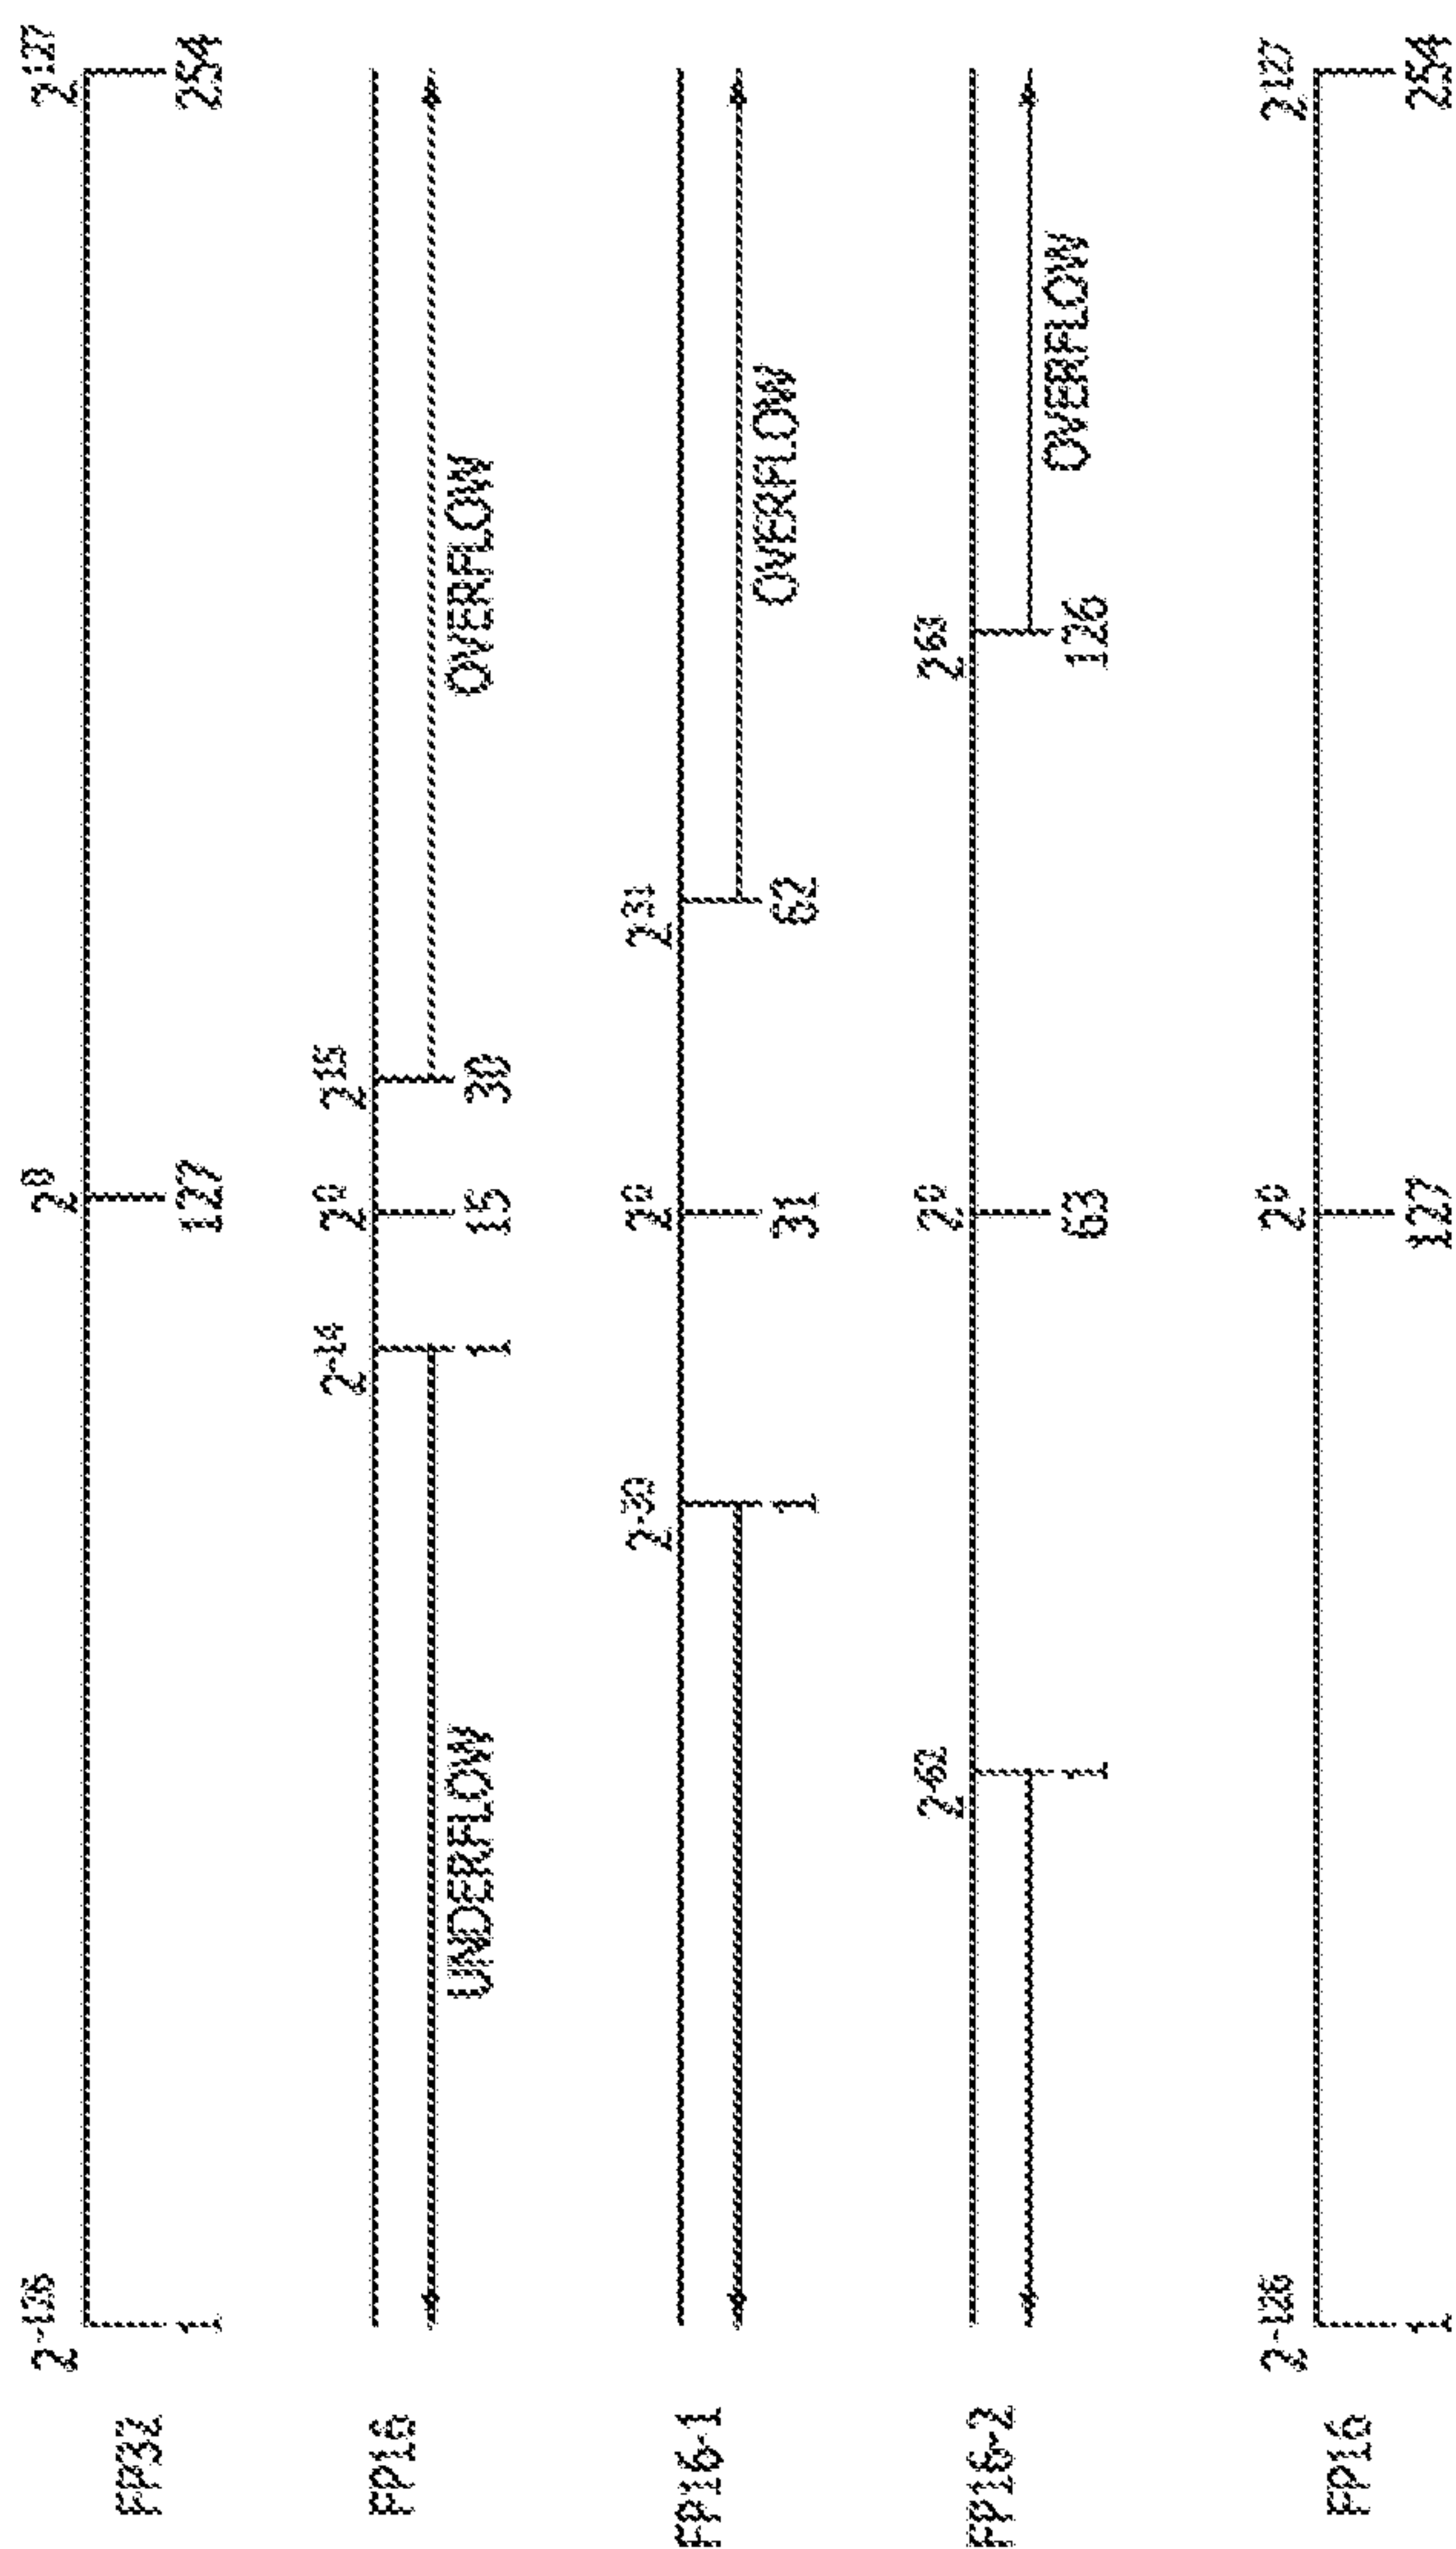 FP32 2^-126 2^0 2^127
1 127 254
FP16 2^-14 2^0 2^15
UNDERFLOW 1 15 30 OVERFLOW
FP16-1 2^-30 2^0 2^31
1 31 62 OVERFLOW
FP16-2 2^-62 2^0 2^63
1 63 126 OVERFLOW
FP16 2^-126 2^0 2^127
1 127 254